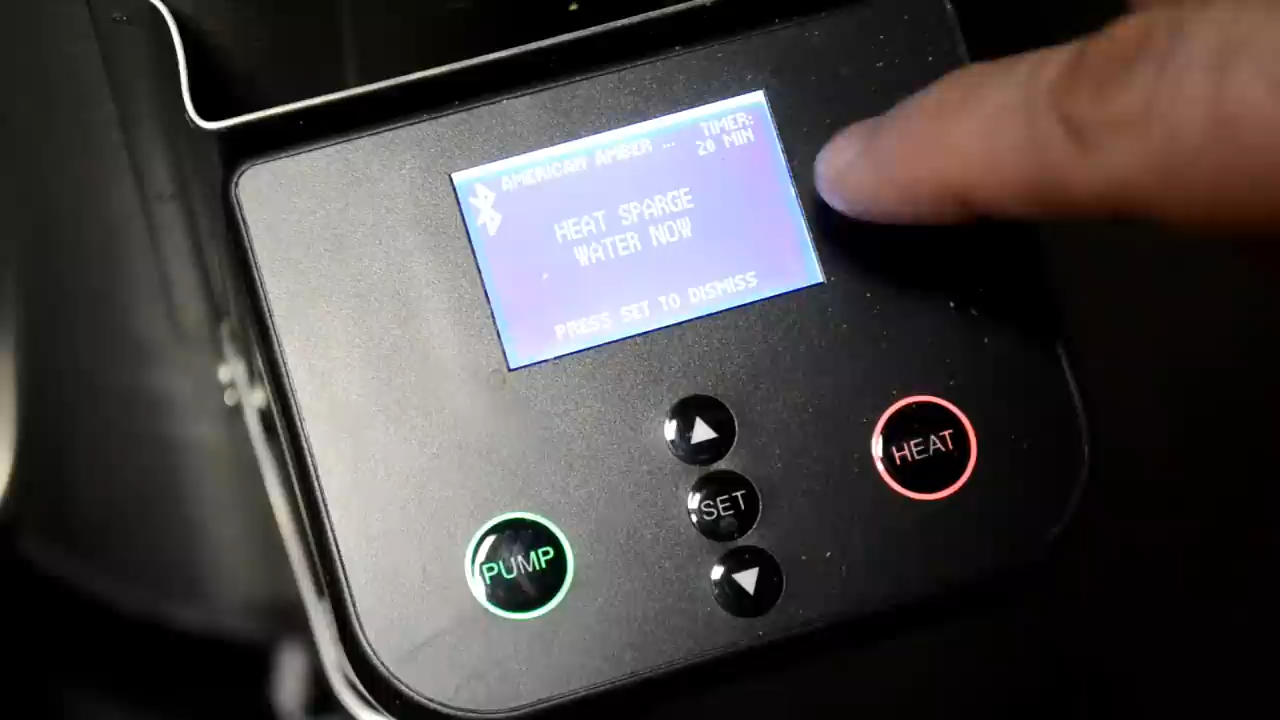 AMERICAN AMBER ...
TIMER:
20 MIN
HEAT SPARGE
WATER NOW
PRESS SET TO DISMISS
HEAT
SET
PUMP